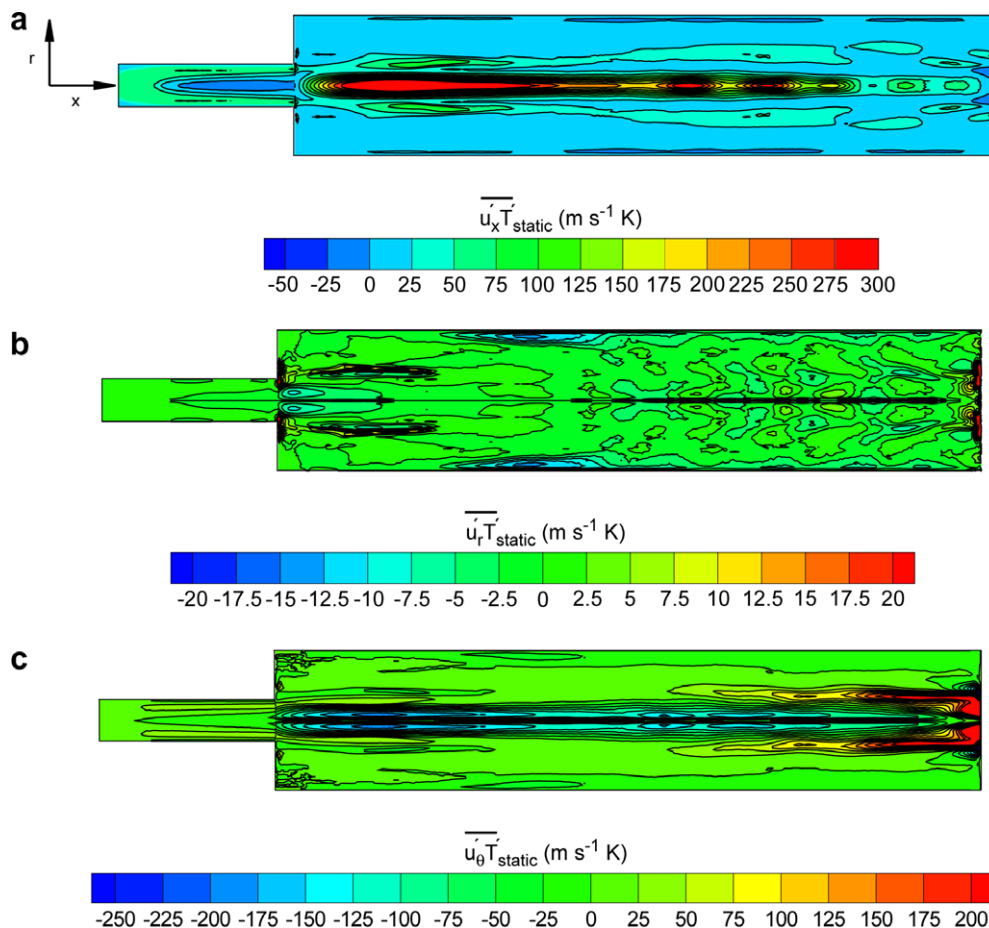 a
r
x
u′ₓT′static (m s⁻¹ K)
-50 -25 0 25 50 75 100 125 150 175 200 225 250 275 300
b
u′ᵣT′static (m s⁻¹ K)
-20 -17.5 -15 -12.5 -10 -7.5 -5 -2.5 0 2.5 5 7.5 10 12.5 15 17.5 20
c
u′θT′static (m s⁻¹ K)
-250 -225 -200 -175 -150 -125 -100 -75 -50 -25 0 25 50 75 100 125 150 175 200